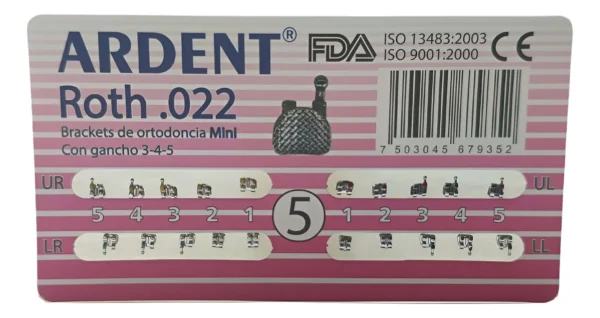 ARDENT®
FDA
ISO 13483:2003
ISO 9001:2000
CE
Roth .022
Brackets de ortodoncia Mini
Con gancho 3-4-5
7 503045 679352
UR
UL
5 4 3 2 1
5
1 2 3 4 5
LR
LL